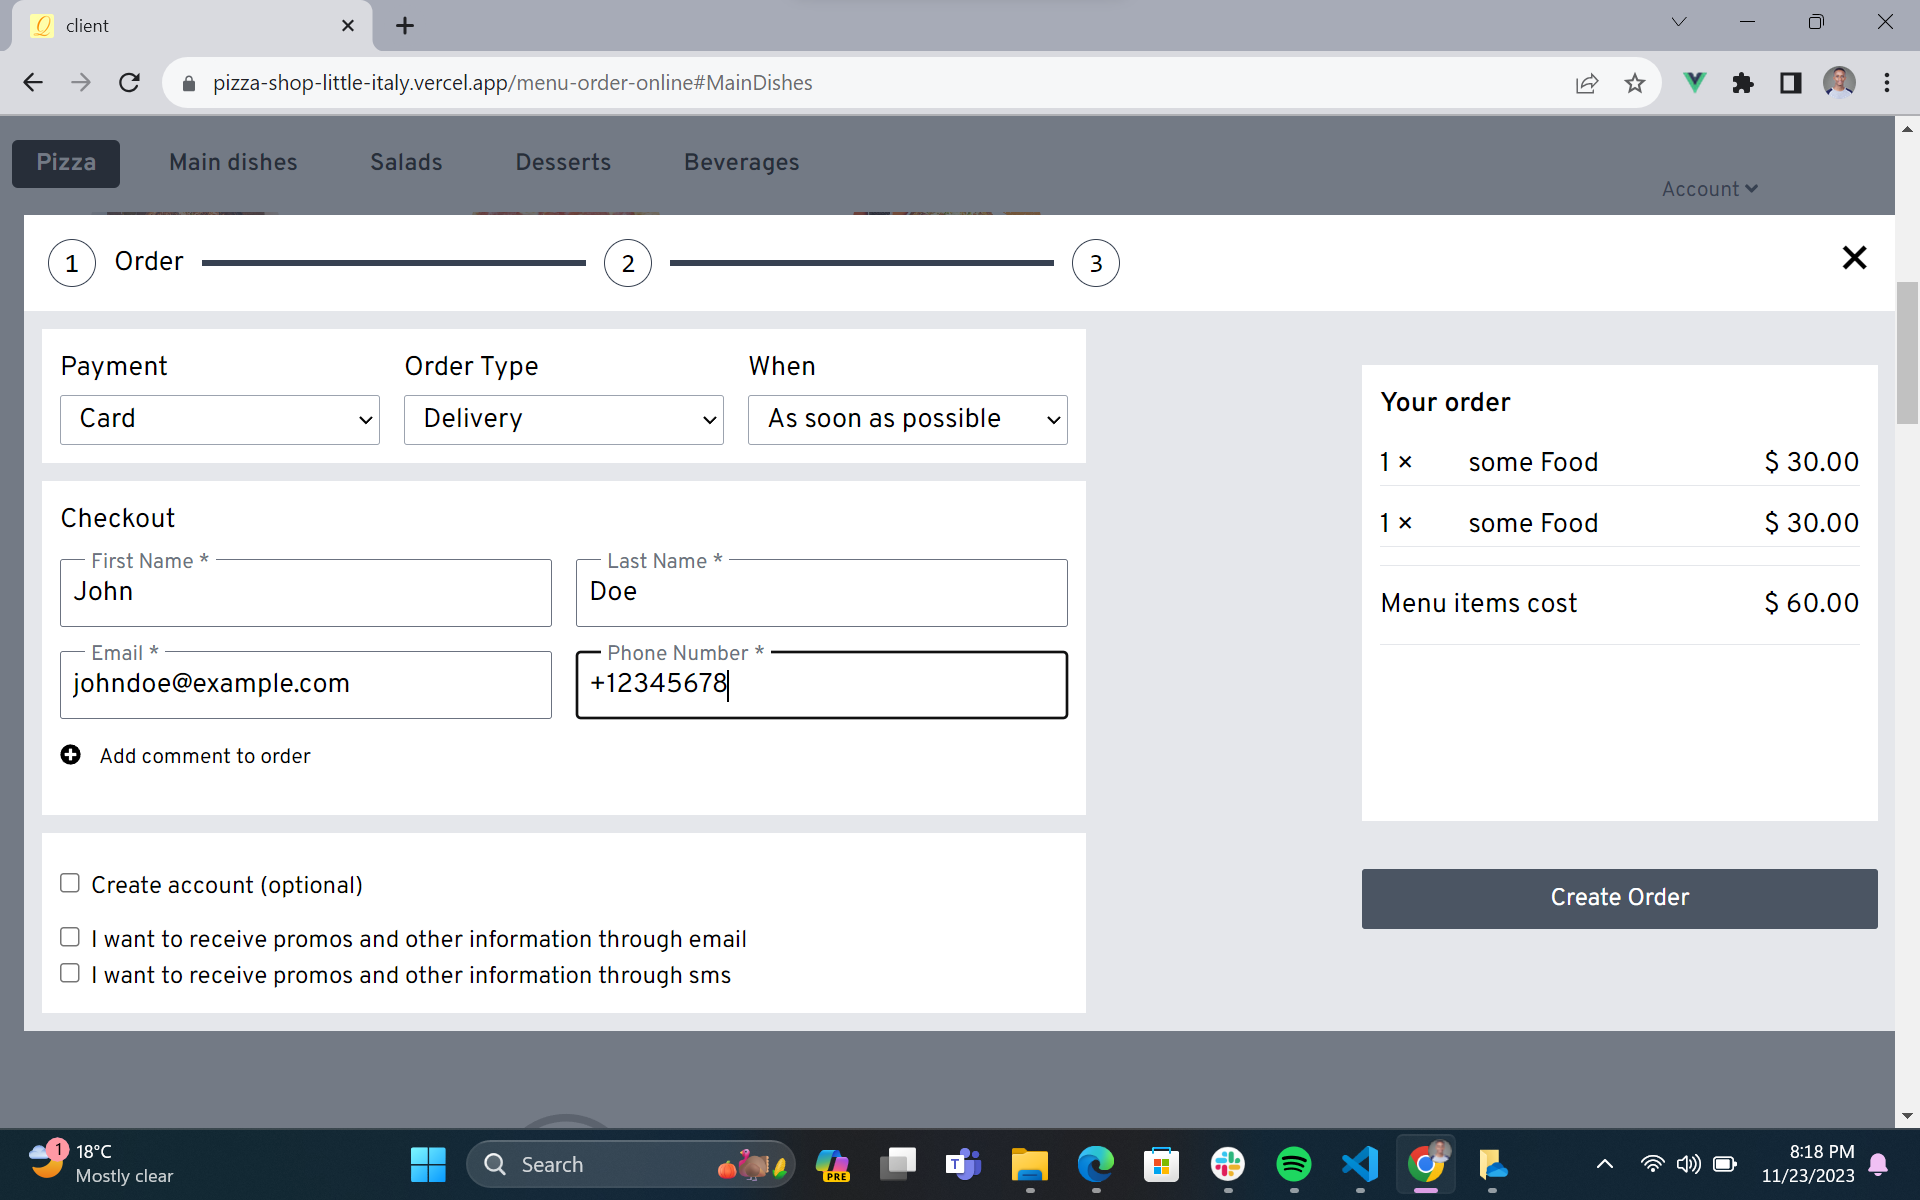 client
pizza-shop-little-italy.vercel.app/menu-order-online#MainDishes
Pizza
Main dishes
Salads
Desserts
Beverages
Account
1
Order
2
3
Payment
Order Type
When
Card
Delivery
As soon as possible
Checkout
First Name *
John
Last Name *
Doe
Email *
johndoe@example.com
Phone Number *
+12345678
Add comment to order
Create account (optional)
I want to receive promos and other information through email
I want to receive promos and other information through sms
Your order
1 × some Food $ 30.00
1 × some Food $ 30.00
Menu items cost $ 60.00
Create Order
1
18°C
Mostly clear
Search
PRE
T
8:18 PM
11/23/2023